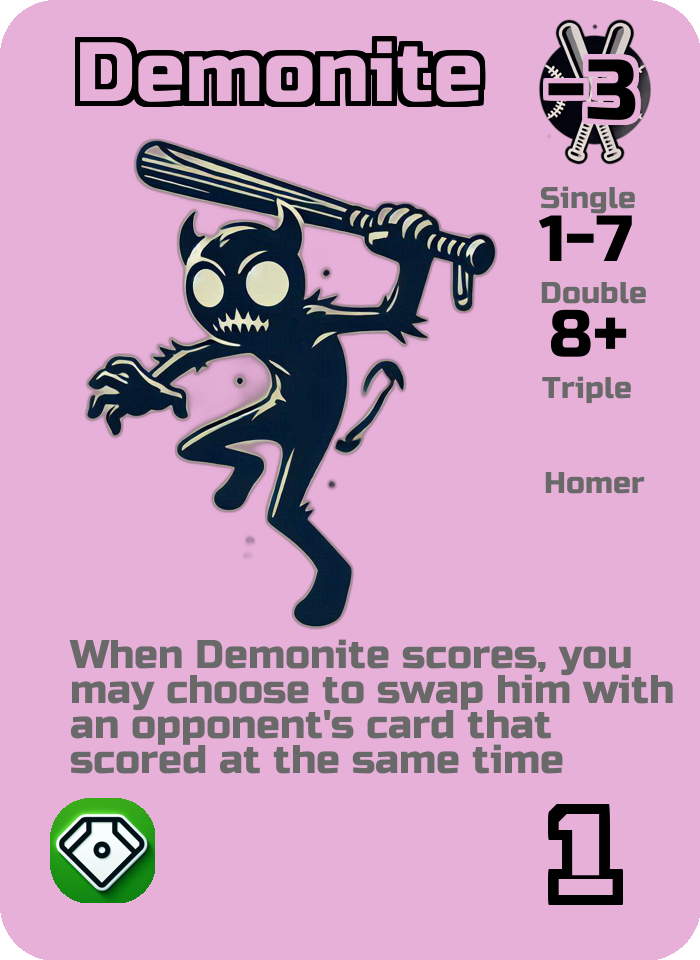 Demonite
-3
Single
1-7
Double
8+
Triple
Homer
When Demonite scores, you
may choose to swap him with
an opponent's card that
scored at the same time
1